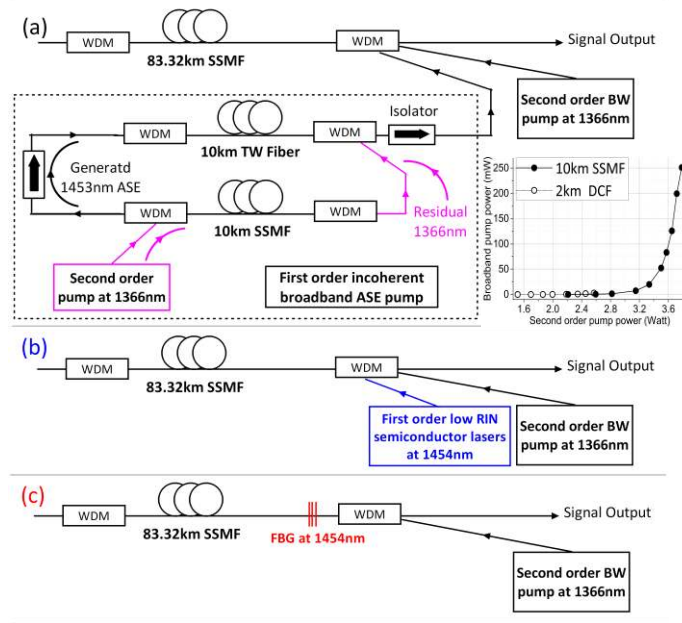 (a)
WDM
WDM
Signal Output
83.32km SSMF
Second order BW
pump at 1366nm
Isolator
WDM
WDM
10km TW Fiber
Generatd
1453nm ASE
WDM
WDM
10km SSMF
Residual
1366nm
Second order
pump at 1366nm
First order incoherent
broadband ASE pump
Broadband pump power (mW)
250
200
150
100
50
0
10km SSMF
2km DCF
1.6 2.0 2.4 2.8 3.2 3.6
Second order pump power (Watt)
(b)
WDM
WDM
Signal Output
83.32km SSMF
First order low RIN
semiconductor lasers
at 1454nm
Second order BW
pump at 1366nm
(c)
WDM
WDM
Signal Output
83.32km SSMF
FBG at 1454nm
Second order BW
pump at 1366nm